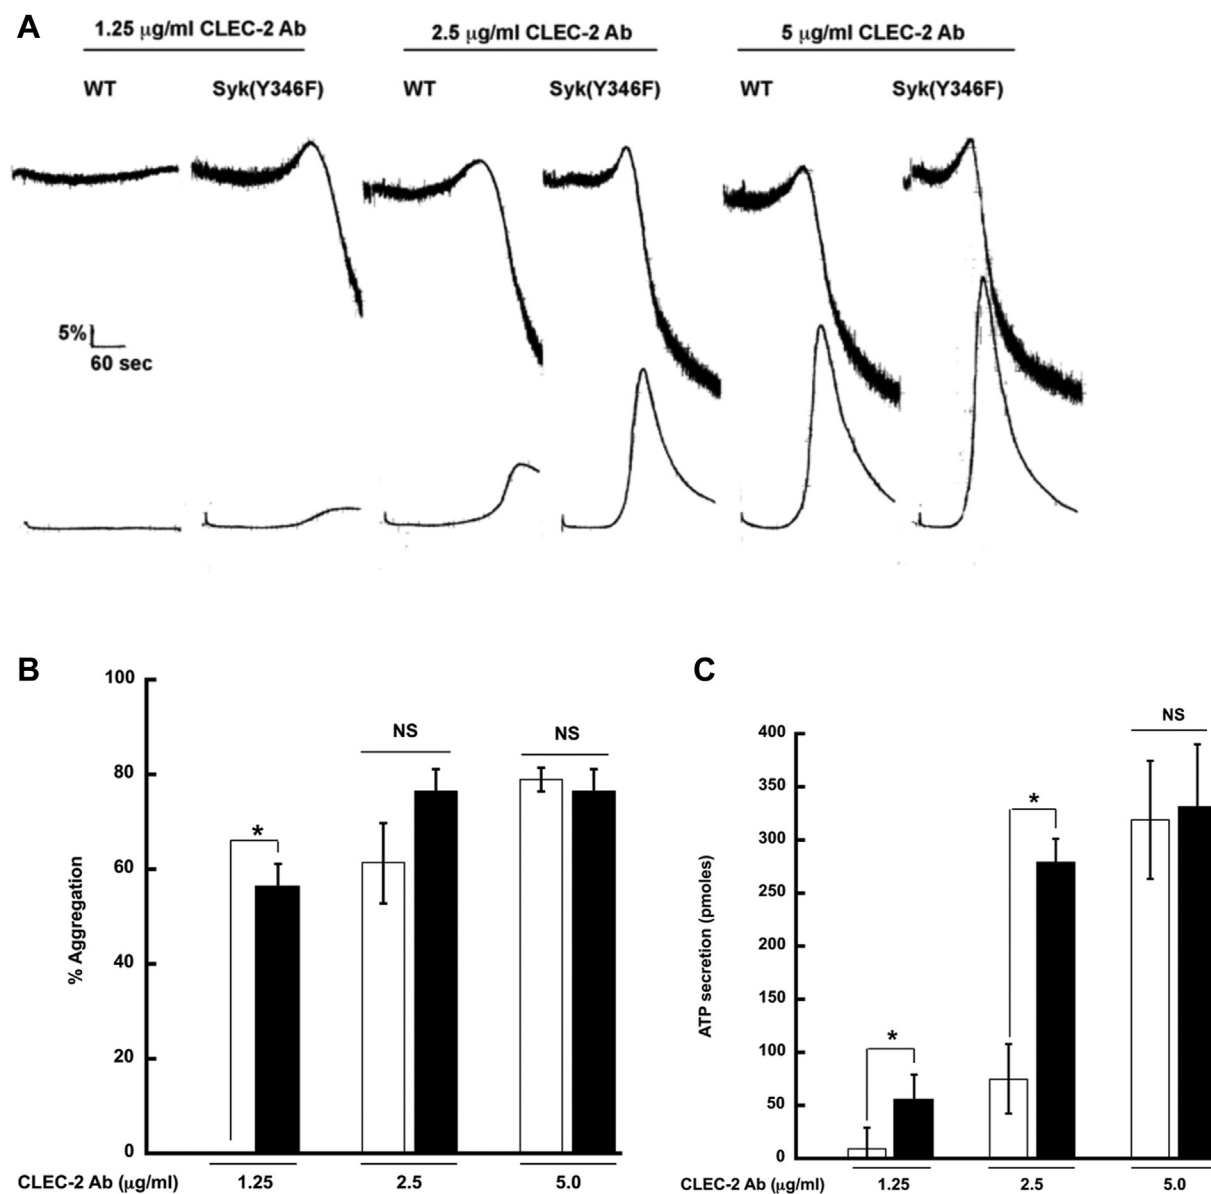 A
1.25 μg/ml CLEC-2 Ab 2.5 μg/ml CLEC-2 Ab 5 μg/ml CLEC-2 Ab
WT Syk(Y346F) WT Syk(Y346F) WT Syk(Y346F)
5%
60 sec
B
100
80
60
40
20
0
% Aggregation
*
NS
NS
CLEC-2 Ab (μg/ml) 1.25 2.5 5.0
C
400
350
300
250
200
150
100
50
0
ATP secretion (pmoles)
*
*
NS
CLEC-2 Ab (μg/ml) 1.25 2.5 5.0